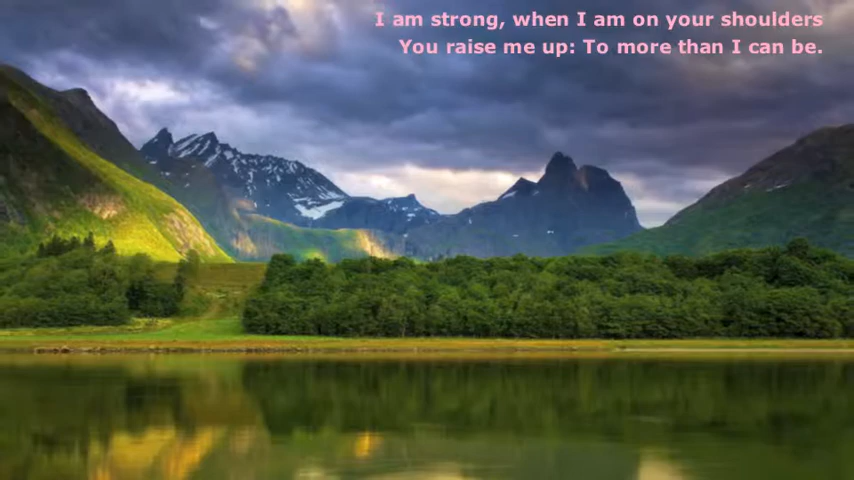 I am strong, when I am on your shoulders
You raise me up: To more than I can be.